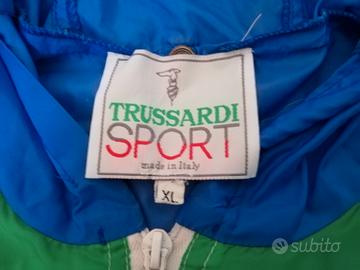 TRUSSARDI
SPORT
made in Italy
XL
subito